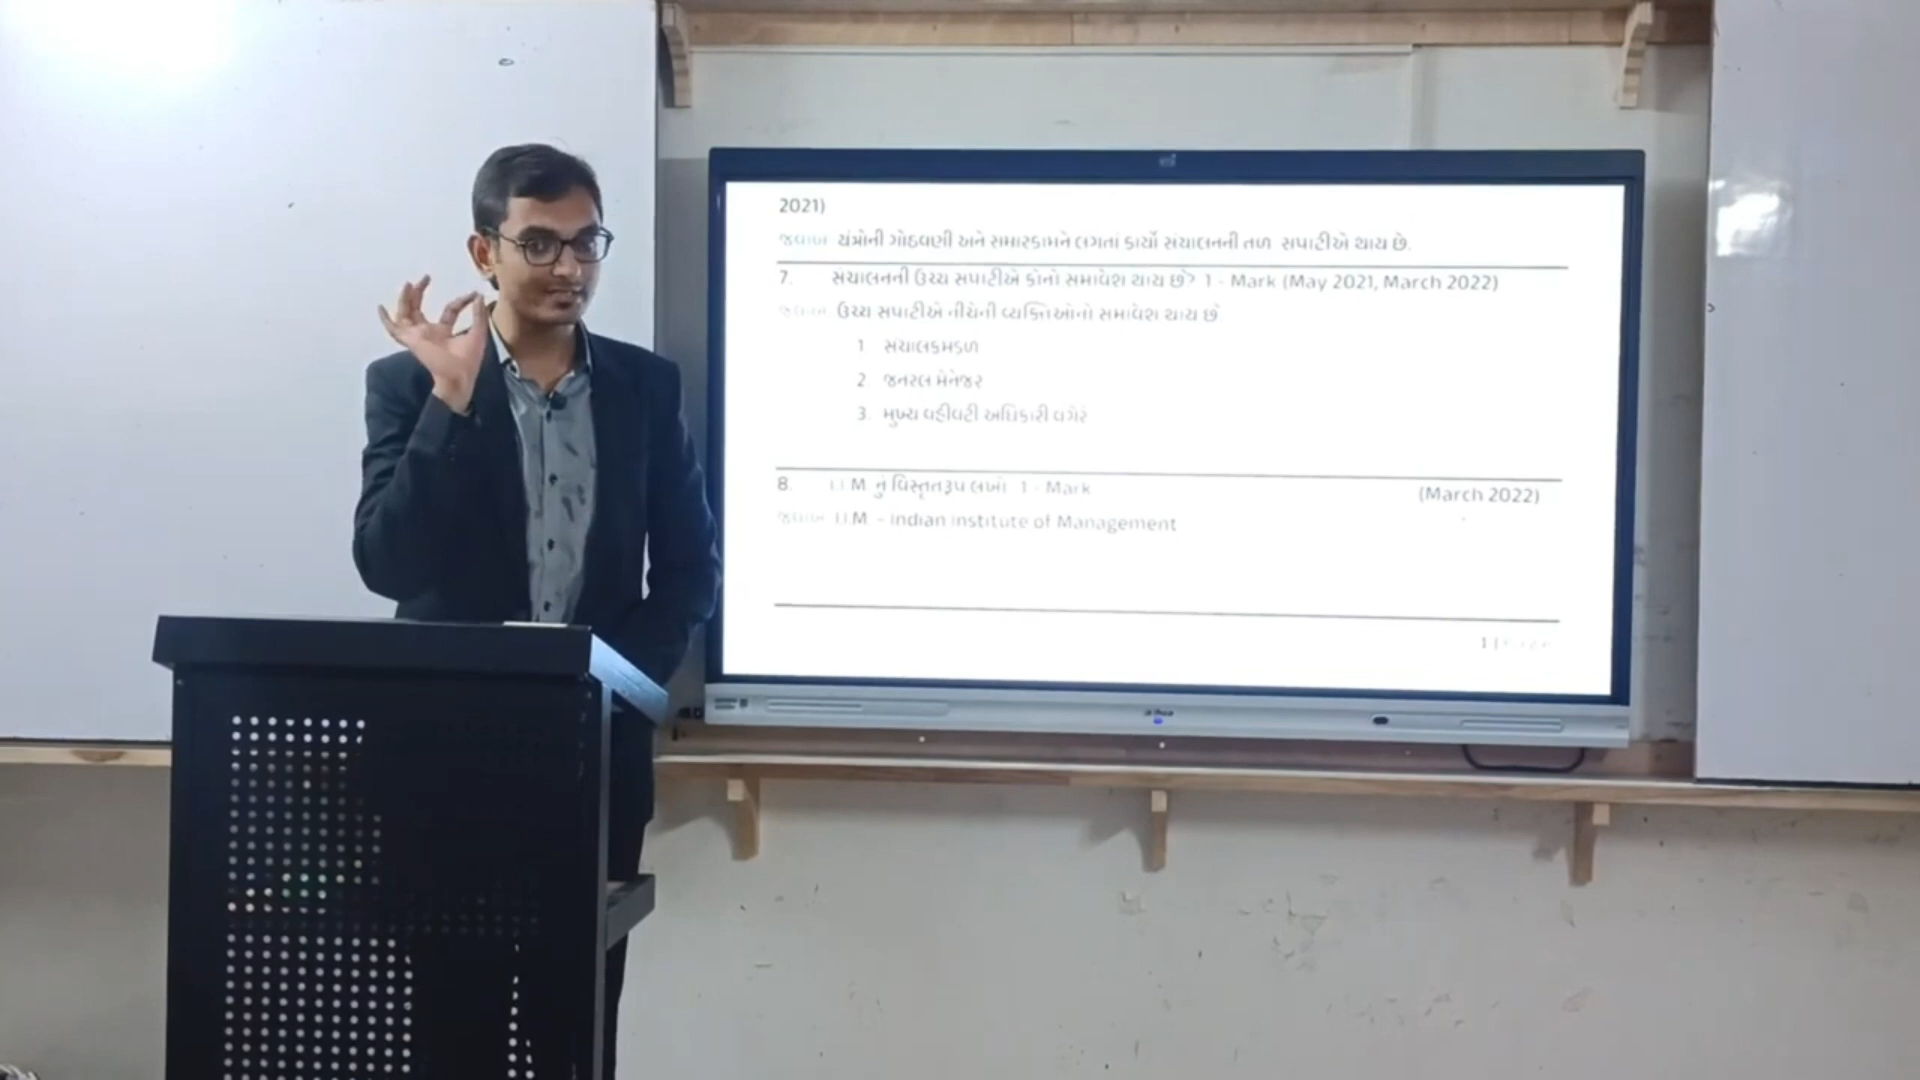 2021)
જવાબ યંત્રોની ગોઠવણી અને સમારકામને લગતાં કાર્યો સંચાલનની તળ સપાટીએ થાય છે.
7. સંચાલનની ઉચ્ચ સપાટીએ કોનો સમાવેશ થાય છે? 1 - Mark (May 2021, March 2022)
જવાબ ઉચ્ચ સપાટીએ નીચેની વ્યક્તિઓનો સમાવેશ થાય છે
1 સંચાલકમંડળ
2. જનરલ મેનેજર
3. મુખ્ય વહીવટી અધિકારી વગેરે
8. I.I.M નું વિસ્તૃતરૂપ લખો 1 - Mark (March 2022)
જવાબ I.I.M. – Indian Institute of Management
1 |